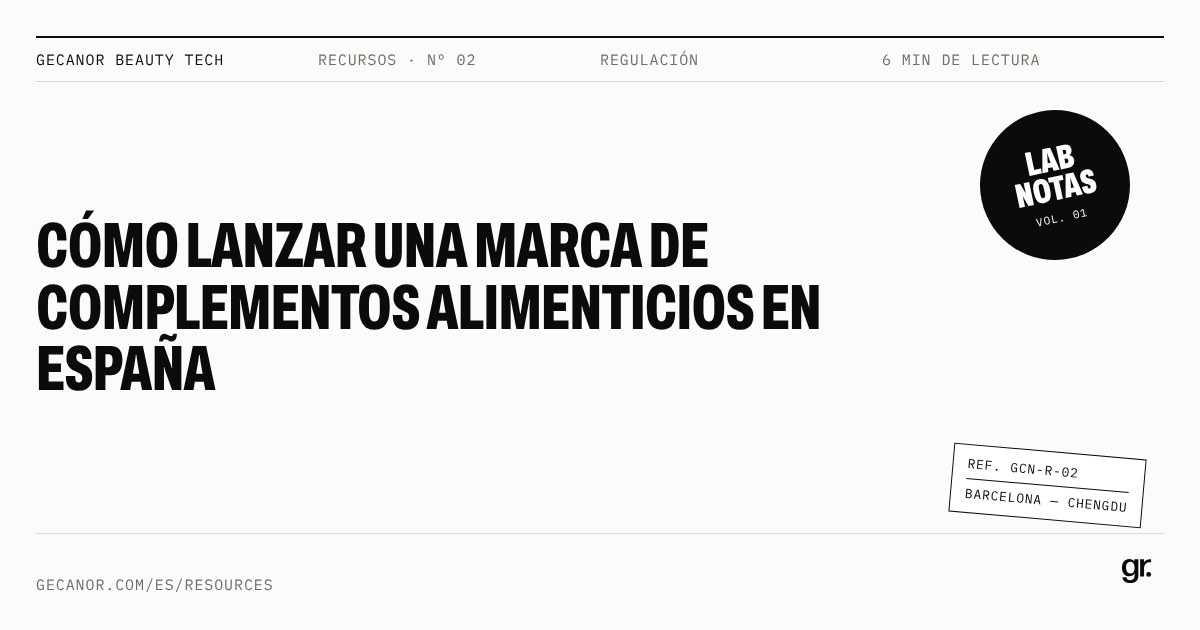 GECANOR BEAUTY TECH
RECURSOS · Nº 02
REGULACIÓN
6 MIN DE LECTURA
LAB
NOTAS
VOL. 01
CÓMO LANZAR UNA MARCA DE
COMPLEMENTOS ALIMENTICIOS EN
ESPAÑA
REF. GCN-R-02
BARCELONA — CHENGDU
GECANOR.COM/ES/RESOURCES
gr.